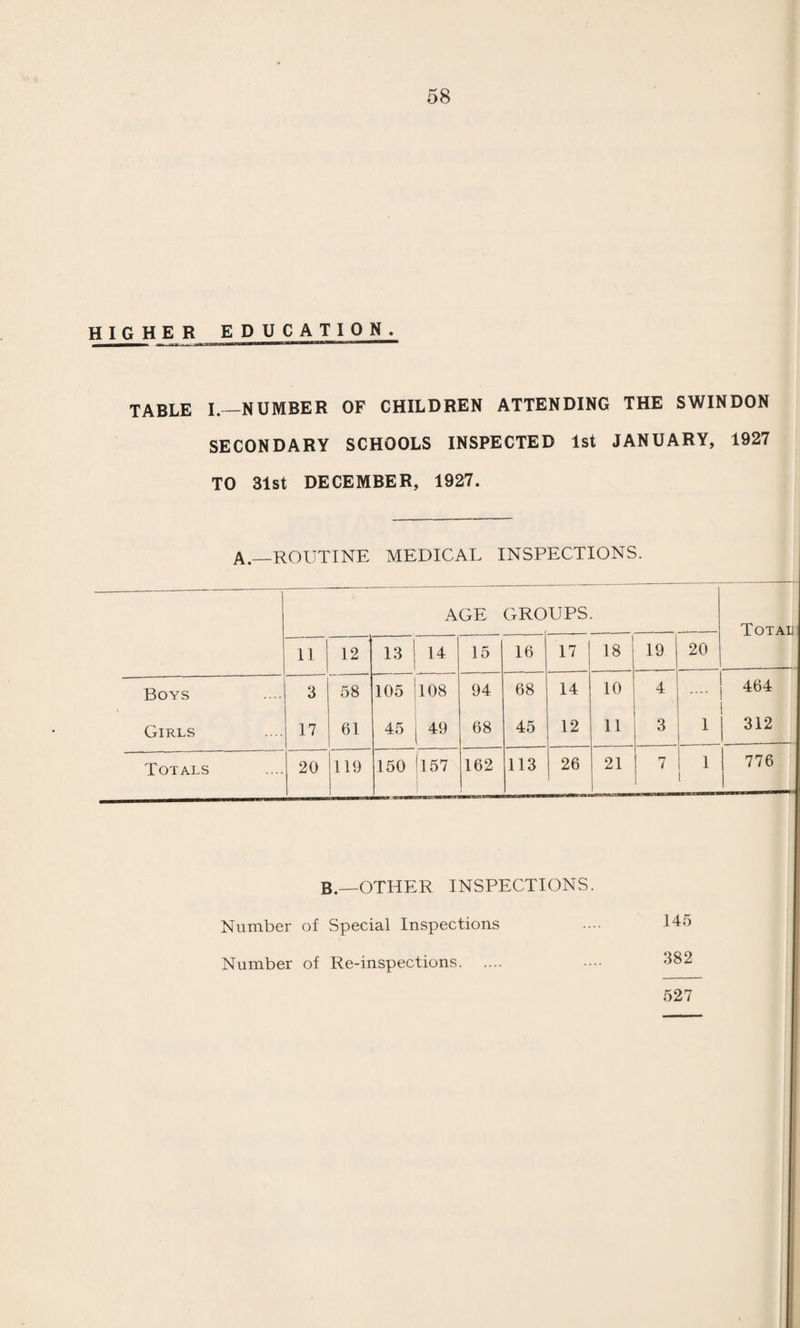 58
HIGHER EDUCATION.
TABLE I.—NUMBER OF CHILDREN ATTENDING THE SWINDON
SECONDARY SCHOOLS INSPECTED 1st JANUARY, 1927
TO 31st DECEMBER, 1927.
A.—ROUTINE MEDICAL INSPECTIONS.
AGE GROUPS. Total
11 12 13 14 15 16 17 18 19 20
Boys .... 3 58 105 108 94 68 14 10 4 .... 464
Girls .... 17 61 45 49 68 45 12 11 3 1 312
Totals .... 20 119 150 157 162 113 26 21 7 1 776
B.—OTHER INSPECTIONS.
Number of Special Inspections .... 145
Number of Re-inspections. .... .... 382
527